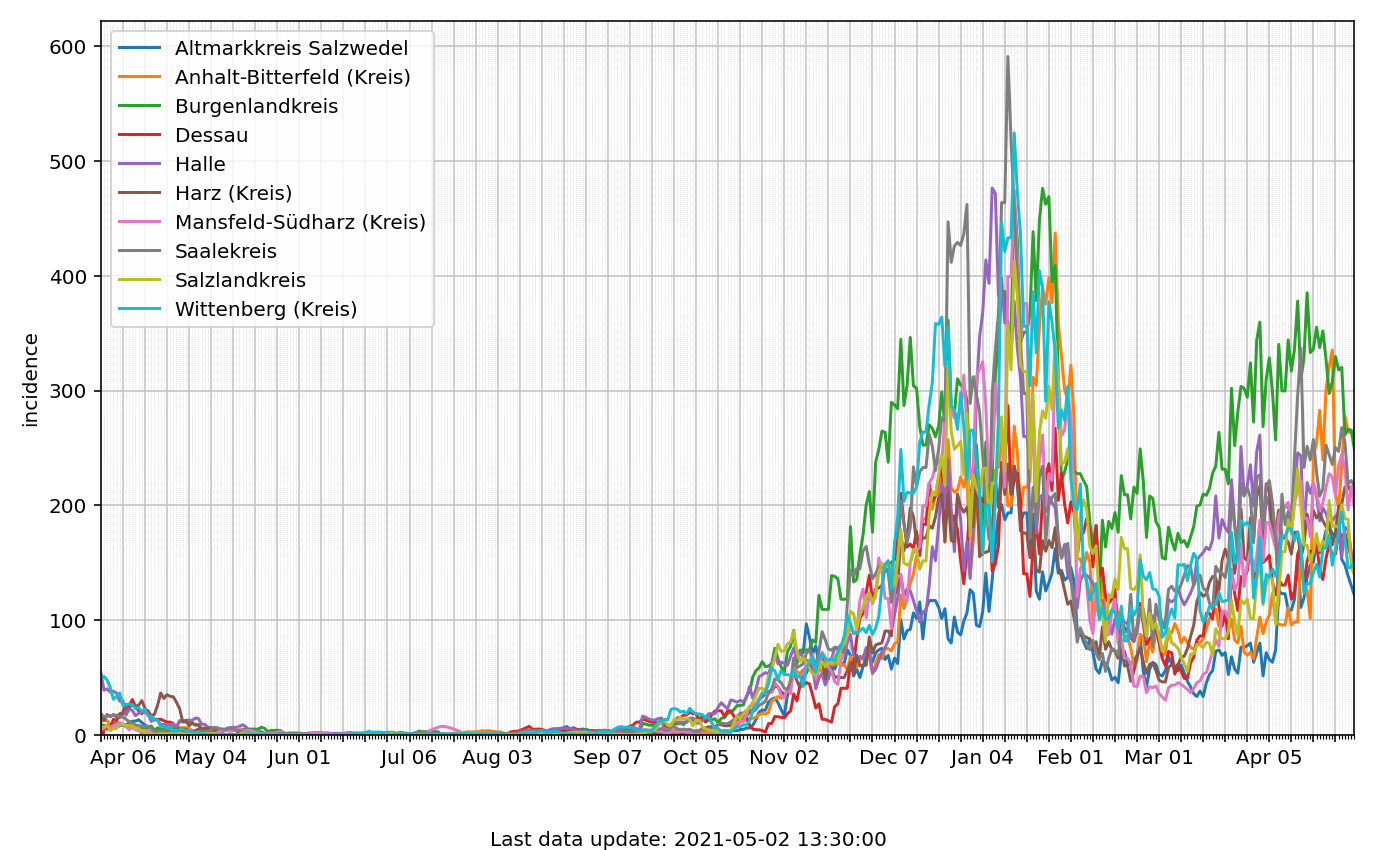 600
500
400
300
200
100
0
incidence
Altmarkkreis Salzwedel
Anhalt-Bitterfeld (Kreis)
Burgenlandkreis
Dessau
Halle
Harz (Kreis)
Mansfeld-Südharz (Kreis)
Saalekreis
Salzlandkreis
Wittenberg (Kreis)
Apr 06 May 04 Jun 01 Jul 06 Aug 03 Sep 07 Oct 05 Nov 02 Dec 07 Jan 04 Feb 01 Mar 01 Apr 05
Last data update: 2021-05-02 13:30:00